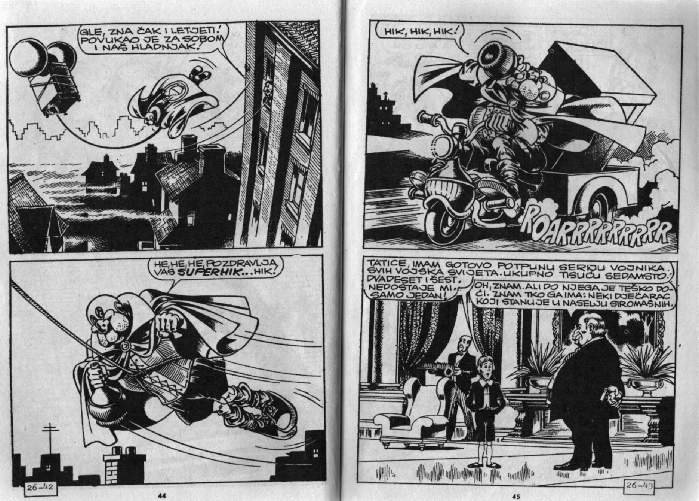 GLE, ZNA ČAK I LETJETI!
POVUKAO JE ZA SOBOM
I NAŠ HLADNJAK!
HE, HE, HE, POZDRAVLJA
VAS SUPERHIK...HIK!
26-42
44
HIK, HIK, HIK!
ROARRRRRRRRR
TATICE, IMAM GOTOVO POTPUNU SERIJU VOJNIKA
SVIH VOJSKA SVIJETA. UKUPNO TISUĆU SEDAMSTO
DVADESET I ŠEST.
NEDOSTAJE MI
SAMO JEDAN!
OH, ZNAM. ALI DO NJEGA JE TEŠKO DO-
ĆI. ZNAM TKO GA IMA: NEKI DJEČARAC
KOJI STANUJE U NASELJU SIROMAŠNIH.
45